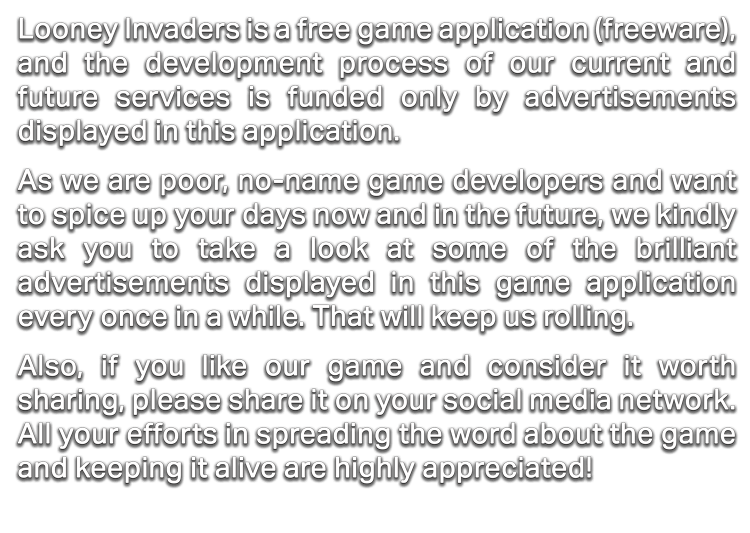 Looney Invaders is a free game application (freeware),
and the development process of our current and
future services is funded only by advertisements
displayed in this application.
As we are poor, no-name game developers and want
to spice up your days now and in the future, we kindly
ask you to take a look at some of the brilliant
advertisements displayed in this game application
every once in a while. That will keep us rolling.
Also, if you like our game and consider it worth
sharing, please share it on your social media network.
All your efforts in spreading the word about the game
and keeping it alive are highly appreciated!